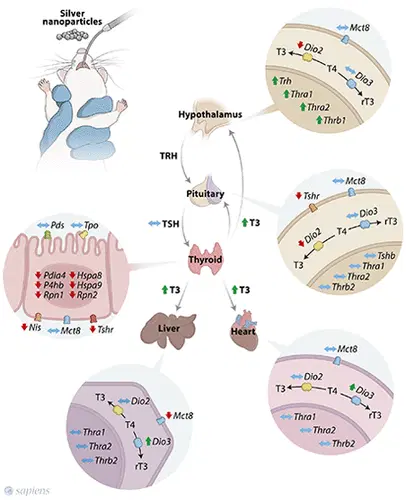 Silver
nanoparticles
Mct8
Dio2
T3
T4
Dio3
rT3
Trh
Thra1
Thra2
Thrb1
Hypothalamus
TRH
Pituitary
TSH
T3
Thyroid
T3
T3
Liver
Heart
Tshr
Mct8
Dio3
Dio2
T4
rT3
T3
Tshb
Thra1
Thra2
Thrb2
Pds
Tpo
Pdia4
Hspa8
P4hb
Hspa9
Rpn1
Rpn2
Nis
Mct8
Tshr
T3
Dio2
Mct8
T4
Dio3
rT3
Thra1
Thra2
Thrb2
Mct8
Dio2
T3
T4
Dio3
rT3
Thra1
Thra2
Thrb2
sapiens